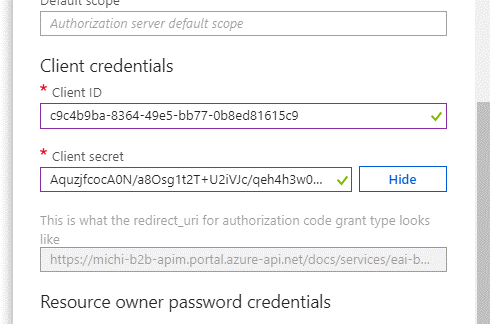 Default scope
Authorization server default scope
Client credentials
* Client ID
c9c4b9ba-8364-49e5-bb77-0b8ed81615c9
* Client secret
AquzjfcocA0N/a8Osg1t2T+U2iVJc/qeh4h3w0...
Hide
This is what the redirect_uri for authorization code grant type looks
like
https://michi-b2b-apim.portal.azure-api.net/docs/services/eai-b...
Resource owner password credentials